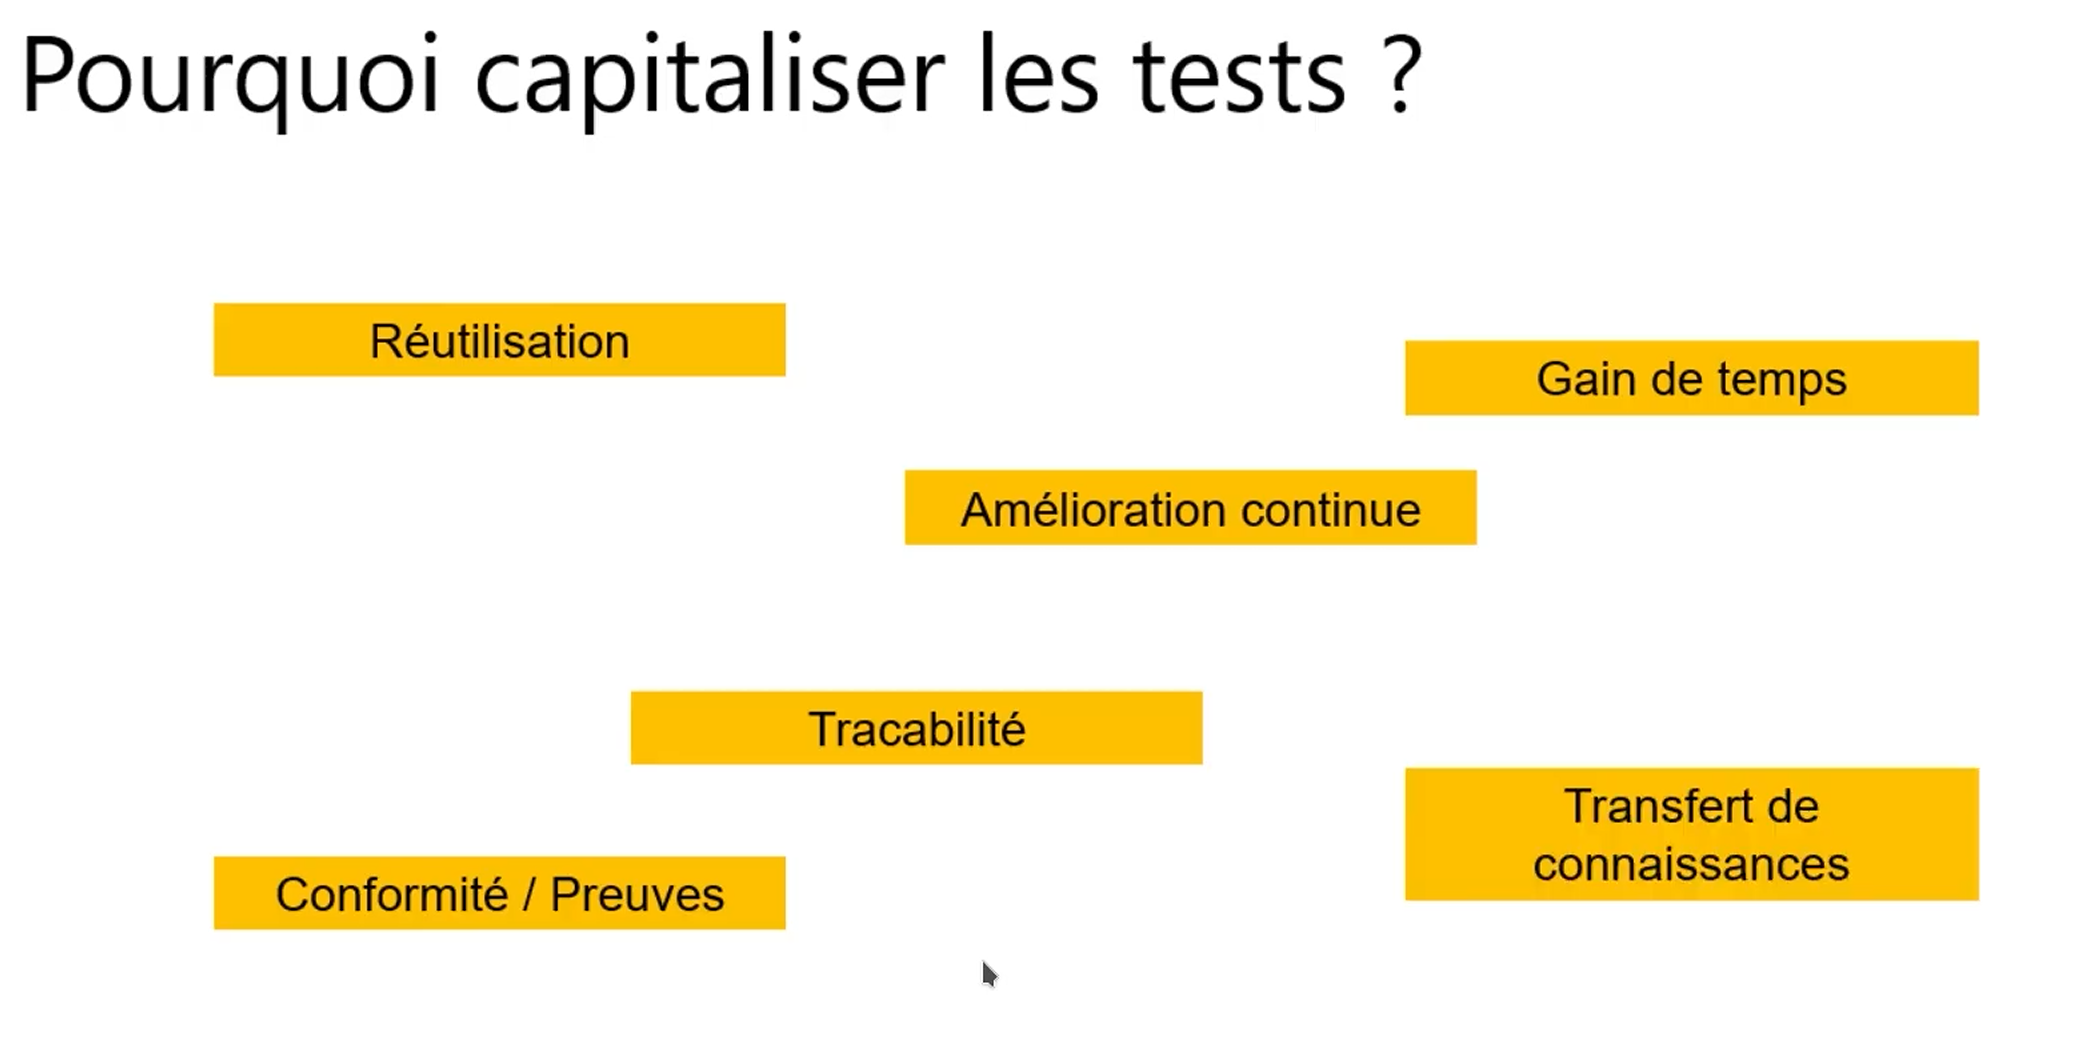 Pourquoi capitaliser les tests ?
Réutilisation
Gain de temps
Amélioration continue
Tracabilité
Transfert de
connaissances
Conformité / Preuves